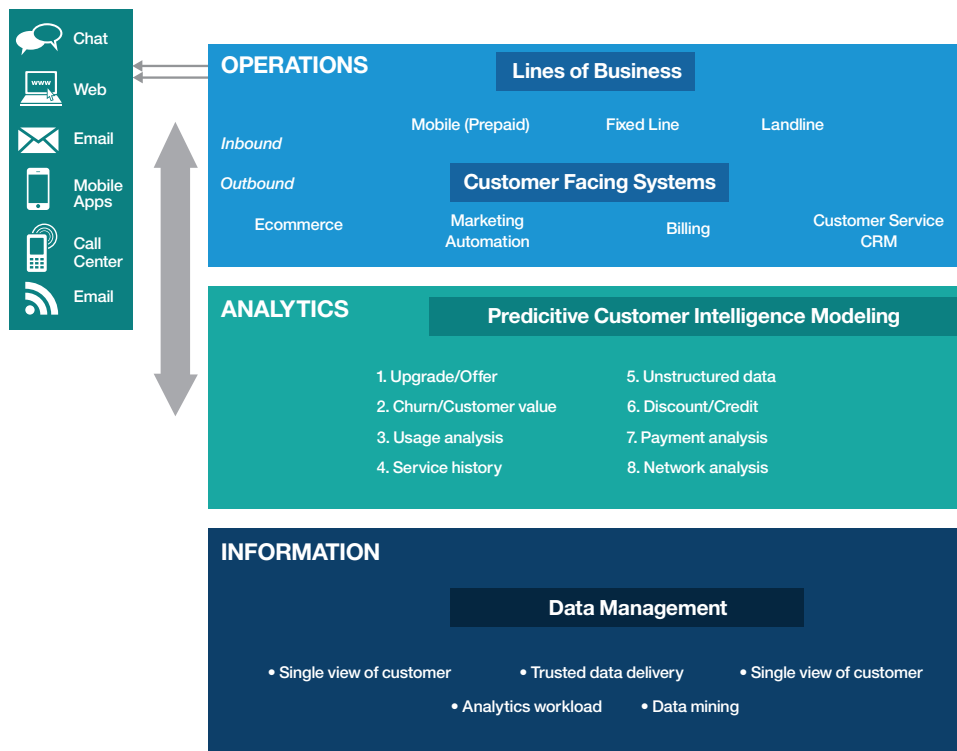 Chat
www
Web
Email
Mobile
Apps
Call
Center
Email
OPERATIONS
Lines of Business
Mobile (Prepaid)
Fixed Line
Landline
Inbound
Outbound
Customer Facing Systems
Ecommerce
Marketing
Automation
Billing
Customer Service
CRM
ANALYTICS
Predicitive Customer Intelligence Modeling
1. Upgrade/Offer
2. Churn/Customer value
3. Usage analysis
4. Service history
5. Unstructured data
6. Discount/Credit
7. Payment analysis
8. Network analysis
INFORMATION
Data Management
• Single view of customer
• Trusted data delivery
• Single view of customer
• Analytics workload
• Data mining